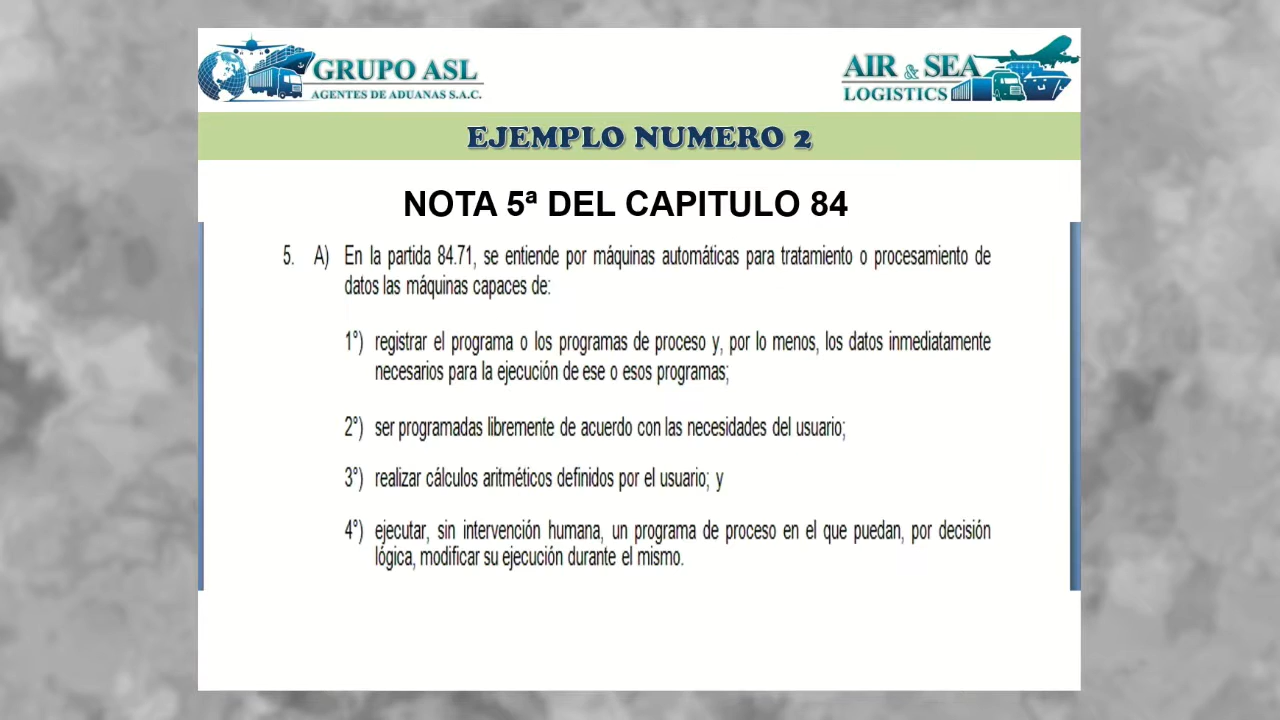 GRUPO ASL
AGENTES DE ADUANAS S.A.C.
AIR & SEA
LOGISTICS
EJEMPLO NUMERO 2
NOTA 5ª DEL CAPITULO 84
5. A) En la partida 84.71, se entiende por máquinas automáticas para tratamiento o procesamiento de
datos las máquinas capaces de:
1°) registrar el programa o los programas de proceso y, por lo menos, los datos inmediatamente
necesarios para la ejecución de ese o esos programas;
2°) ser programadas libremente de acuerdo con las necesidades del usuario;
3°) realizar cálculos aritméticos definidos por el usuario; y
4°) ejecutar, sin intervención humana, un programa de proceso en el que puedan, por decisión
lógica, modificar su ejecución durante el mismo.